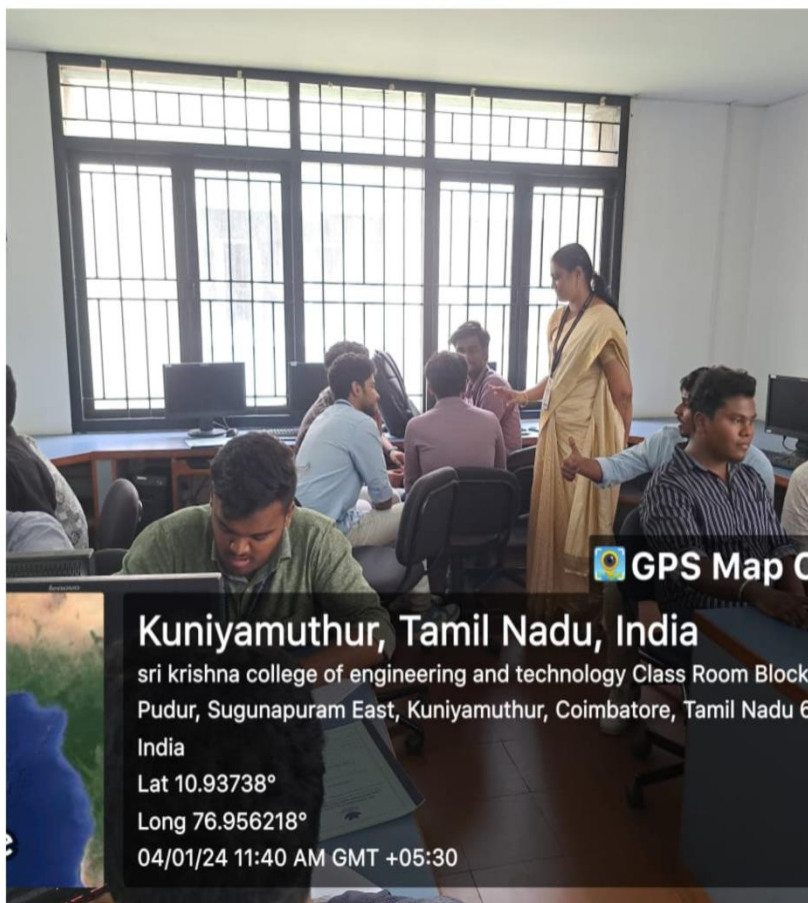 lenovo
GPS Map C
Kuniyamuthur, Tamil Nadu, India
sri krishna college of engineering and technology Class Room Block
Pudur, Sugunapuram East, Kuniyamuthur, Coimbatore, Tamil Nadu 6
India
Lat 10.93738°
Long 76.956218°
04/01/24 11:40 AM GMT +05:30
e